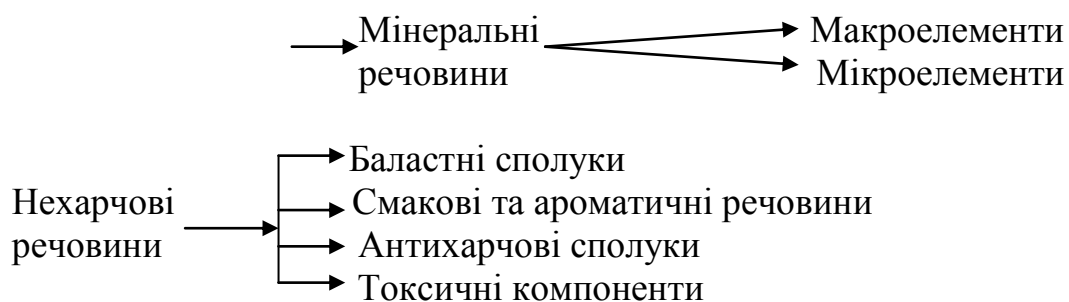 Мінеральні
речовини
Макроелементи
Мікроелементи
Нехарчові
речовини
Баластні сполуки
Смакові та ароматичні речовини
Антихарчові сполуки
Токсичні компоненти